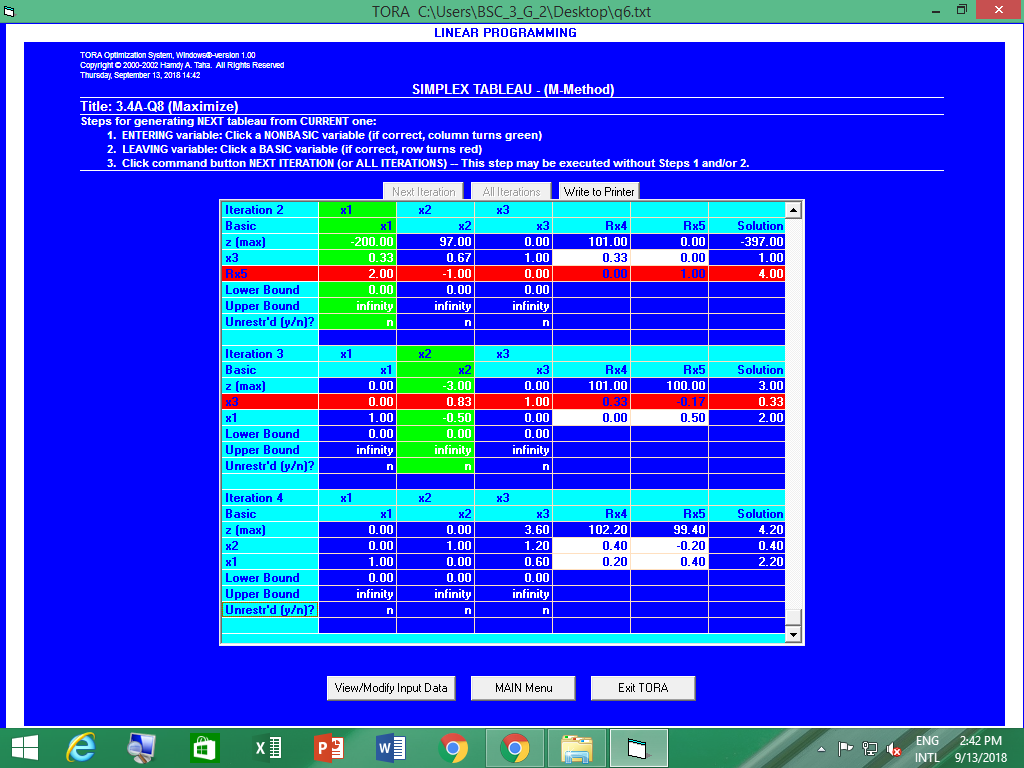 TORA C:\Users\BSC_3_G_2\Desktop\q6.txt
LINEAR PROGRAMMING
TORA Optimization System, Windows®-version 1.00
Copyright © 2000-2002 Hamdy A. Taha. All Rights Reserved
Thursday, September 13, 2018 14:42
SIMPLEX TABLEAU - (M-Method)
Title: 3.4A-Q8 (Maximize)
Steps for generating NEXT tableau from CURRENT one:
1. ENTERING variable: Click a NONBASIC variable (if correct, column turns green)
2. LEAVING variable: Click a BASIC variable (if correct, row turns red)
3. Click command button NEXT ITERATION (or ALL ITERATIONS) -- This step may be executed without Steps 1 and/or 2.
Next Iteration All Iterations Write to Printer
Iteration 2 x1 x2 x3
Basic x1 x2 x3 Rx4 Rx5 Solution
z (max) -200.00 97.00 0.00 101.00 0.00 -397.00
x3 0.33 0.67 1.00 0.33 0.00 1.00
Rx5 2.00 -1.00 0.00 0.00 1.00 4.00
Lower Bound 0.00 0.00 0.00
Upper Bound infinity infinity infinity
Unrestr'd (y/n)? n n n
Iteration 3 x1 x2 x3
Basic x1 x2 x3 Rx4 Rx5 Solution
z (max) 0.00 -3.00 0.00 101.00 100.00 3.00
x3 0.00 0.83 1.00 0.33 -0.17 0.33
x1 1.00 -0.50 0.00 0.00 0.50 2.00
Lower Bound 0.00 0.00 0.00
Upper Bound infinity infinity infinity
Unrestr'd (y/n)? n n n
Iteration 4 x1 x2 x3
Basic x1 x2 x3 Rx4 Rx5 Solution
z (max) 0.00 0.00 3.60 102.20 99.40 4.20
x2 0.00 1.00 1.20 0.40 -0.20 0.40
x1 1.00 0.00 0.60 0.20 0.40 2.20
Lower Bound 0.00 0.00 0.00
Upper Bound infinity infinity infinity
Unrestr'd (y/n)? n n n
View/Modify Input Data MAIN Menu Exit TORA
ENG 2:42 PM
INTL 9/13/2018